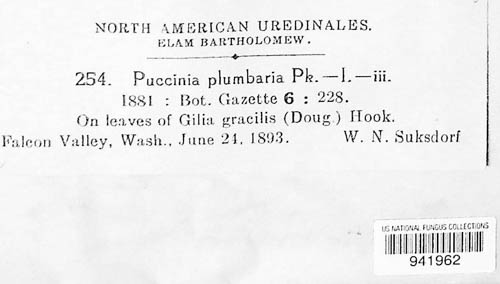 NORTH AMERICAN UREDINALES.
ELAM BARTHOLOMEW.
254. Puccinia plumbaria Pk.—I.—iii.
1881 : Bot. Gazette 6 : 228.
On leaves of Gilia gracilis (Doug.) Hook.
Falcon Valley, Wash., June 24, 1893. W. N. Suksdorf
US NATIONAL FUNGUS COLLECTIONS
941962